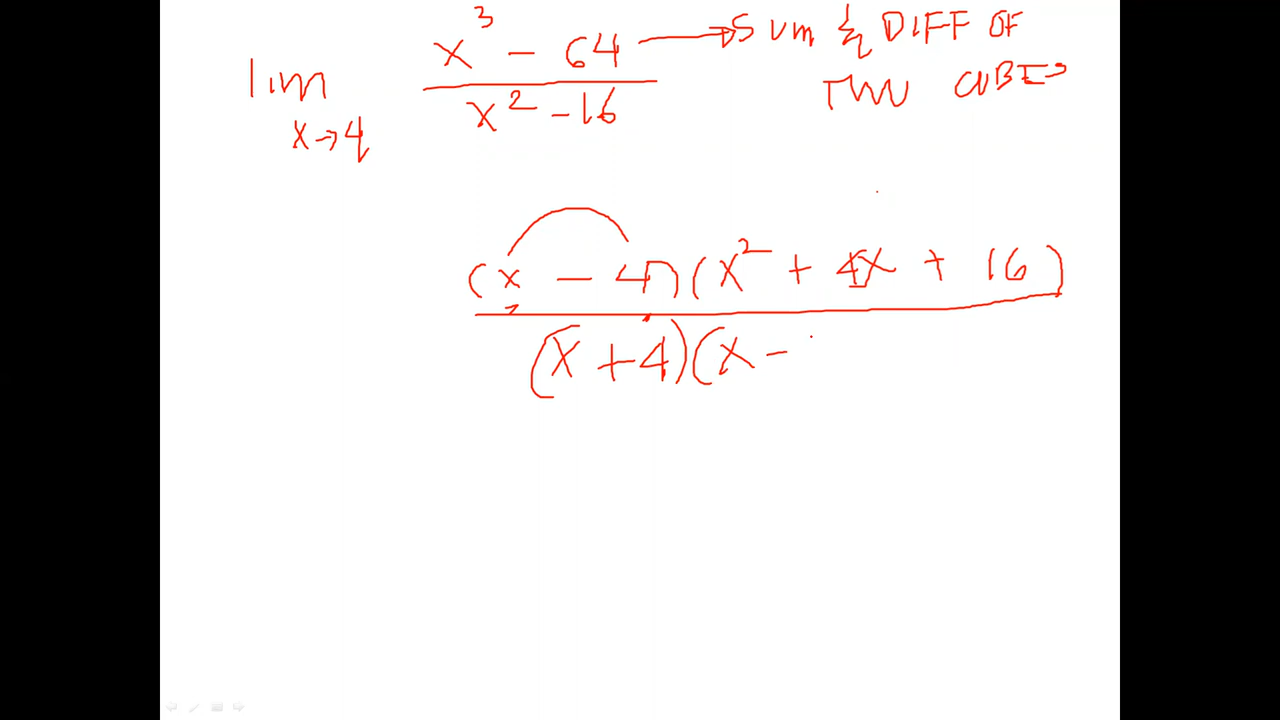 lim x→4 x³ - 64 / x² - 16 → SUM & DIFF OF
TWO CUBES
(x - 4)(x² + 4x + 16)
(x + 4)(x -